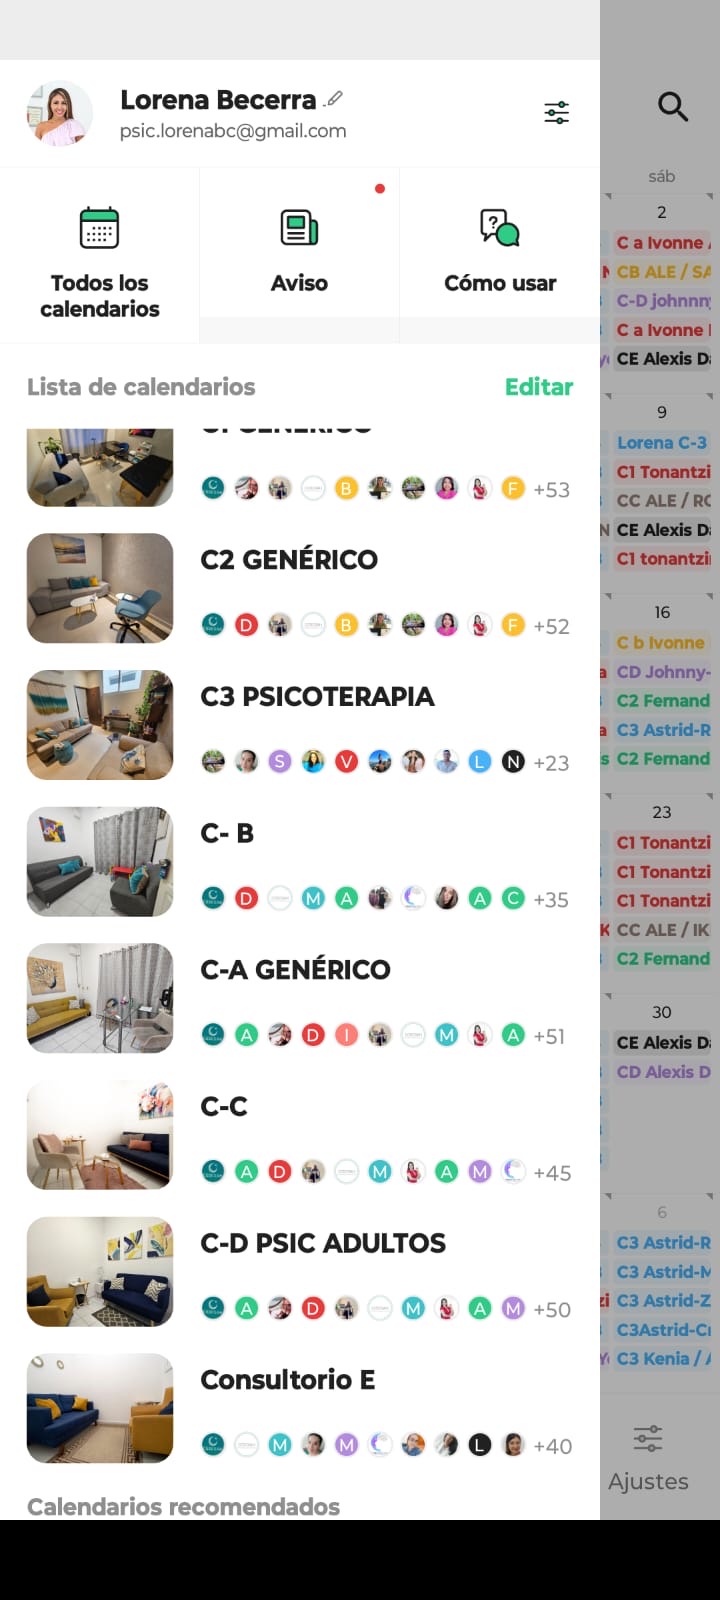 Lorena Becerra
psic.lorenabc@gmail.com
Todos los
calendarios
Aviso
Cómo usar
Lista de calendarios
Editar
C1 GENÉRICO
B
F
+53
C2 GENÉRICO
D
B
F
+52
C3 PSICOTERAPIA
S
V
L
N
+23
C- B
D
M
A
A
C
+35
C-A GENÉRICO
A
D
I
M
A
+51
C-C
A
D
M
A
M
+45
C-D PSIC ADULTOS
A
D
M
A
M
+50
Consultorio E
M
M
L
+40
Calendarios recomendados
sáb
2
C a Ivonne
CB ALE / SA
C-D johnn
C a Ivonne
CE Alexis D
9
Lorena C-3
C1 Tonantzi
CC ALE / RO
CE Alexis D
C1 tonantzi
16
C b Ivonne
CD Johnny-
C2 Fernand
C3 Astrid-R
C2 Fernand
23
C1 Tonantzi
C1 Tonantzi
C1 Tonantzi
CC ALE / IK
C2 Fernand
30
CE Alexis D
CD Alexis D
6
C3 Astrid-R
C3 Astrid-M
C3 Astrid-Z
C3Astrid-C
C3 Kenia /
Ajustes